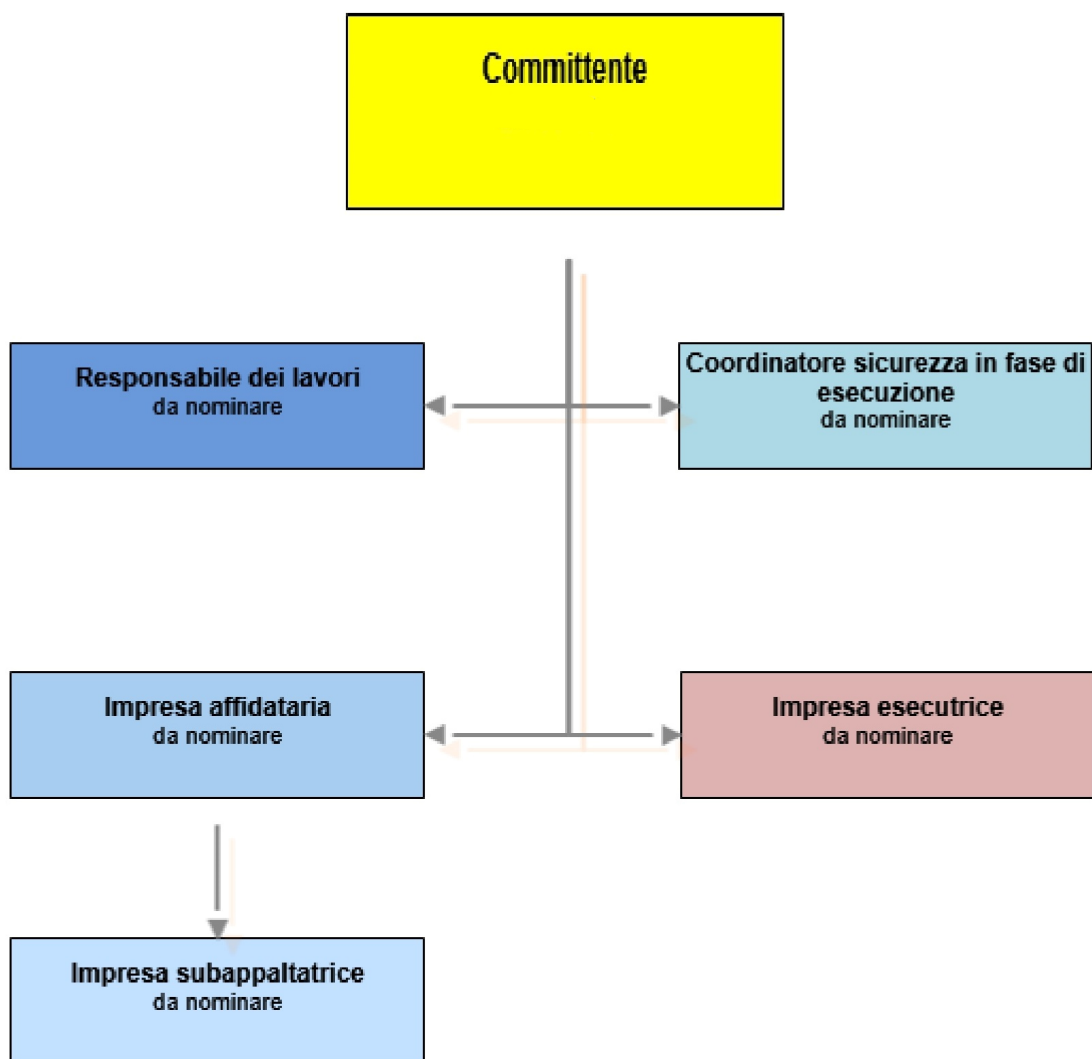 Committente
Responsabile dei lavori
da nominare
Coordinatore sicurezza in fase di
esecuzione
da nominare
Impresa affidataria
da nominare
Impresa esecutrice
da nominare
Impresa subappaltatrice
da nominare